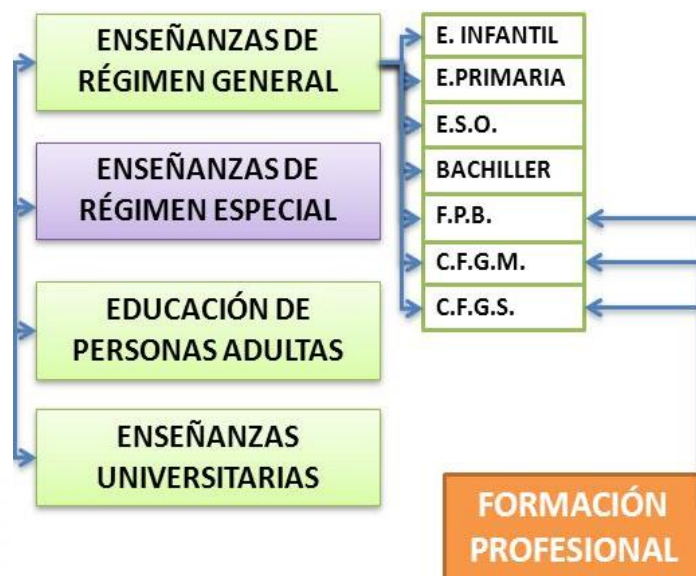 ENSEÑANZAS DE
RÉGIMEN GENERAL
ENSEÑANZAS DE
RÉGIMEN ESPECIAL
EDUCACIÓN DE
PERSONAS ADULTAS
ENSEÑANZAS
UNIVERSITARIAS
E. INFANTIL
E.PRIMARIA
E.S.O.
BACHILLER
F.P.B.
C.F.G.M.
C.F.G.S.
FORMACIÓN
PROFESIONAL